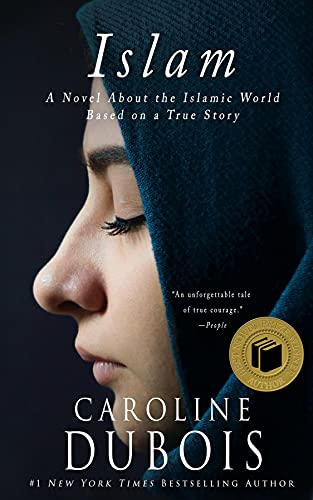 Islam
A Novel About the Islamic World
Based on a True Story
"An unforgettable tale
of true courage."
—People
AUTHOR
CAROLINE
DUBOIS
#1 New York Times Bestselling Author